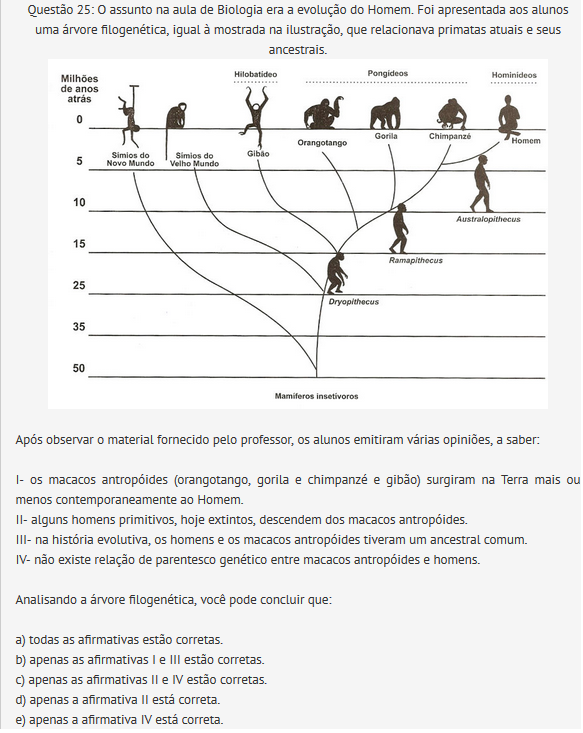 Questão 25: O assunto na aula de Biologia era a evolução do Homem. Foi apresentada aos alunos
uma árvore filogenética, igual à mostrada na ilustração, que relacionava primatas atuais e seus
ancestrais.
Milhões
de anos
atrás
Hilobatídeo
Pongídeos
Hominídeos
0
Orangotango
Gorila
Chimpanzé
Homem
Símios do
Novo Mundo
Símios do
Velho Mundo
Gibão
5
10
Australopithecus
15
Ramapithecus
25
Dryopithecus
35
50
Mamíferos insetívoros
Após observar o material fornecido pelo professor, os alunos emitiram várias opiniões, a saber:
I- os macacos antropóides (orangotango, gorila e chimpanzé e gibão) surgiram na Terra mais ou
menos contemporaneamente ao Homem.
II- alguns homens primitivos, hoje extintos, descendem dos macacos antropóides.
III- na história evolutiva, os homens e os macacos antropóides tiveram um ancestral comum.
IV- não existe relação de parentesco genético entre macacos antropóides e homens.
Analisando a árvore filogenética, você pode concluir que:
a) todas as afirmativas estão corretas.
b) apenas as afirmativas I e III estão corretas.
c) apenas as afirmativas II e IV estão corretas.
d) apenas a afirmativa II está correta.
e) apenas a afirmativa IV está correta.